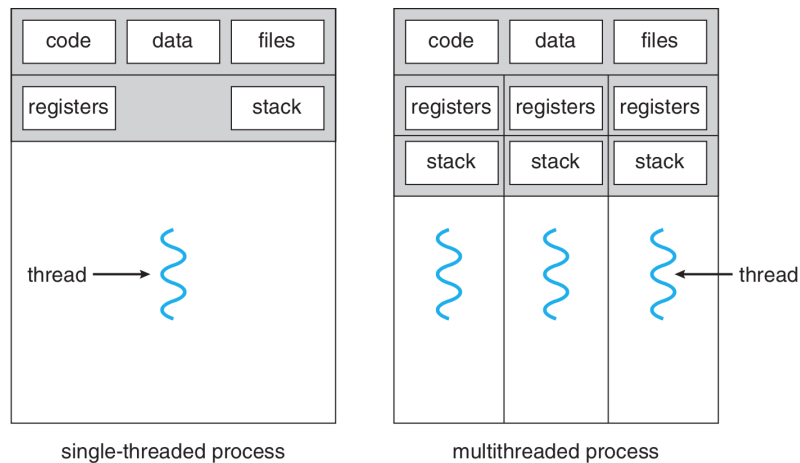 code data files
registers stack
thread
single-threaded process
code data files
registers registers registers
stack stack stack
thread
multithreaded process